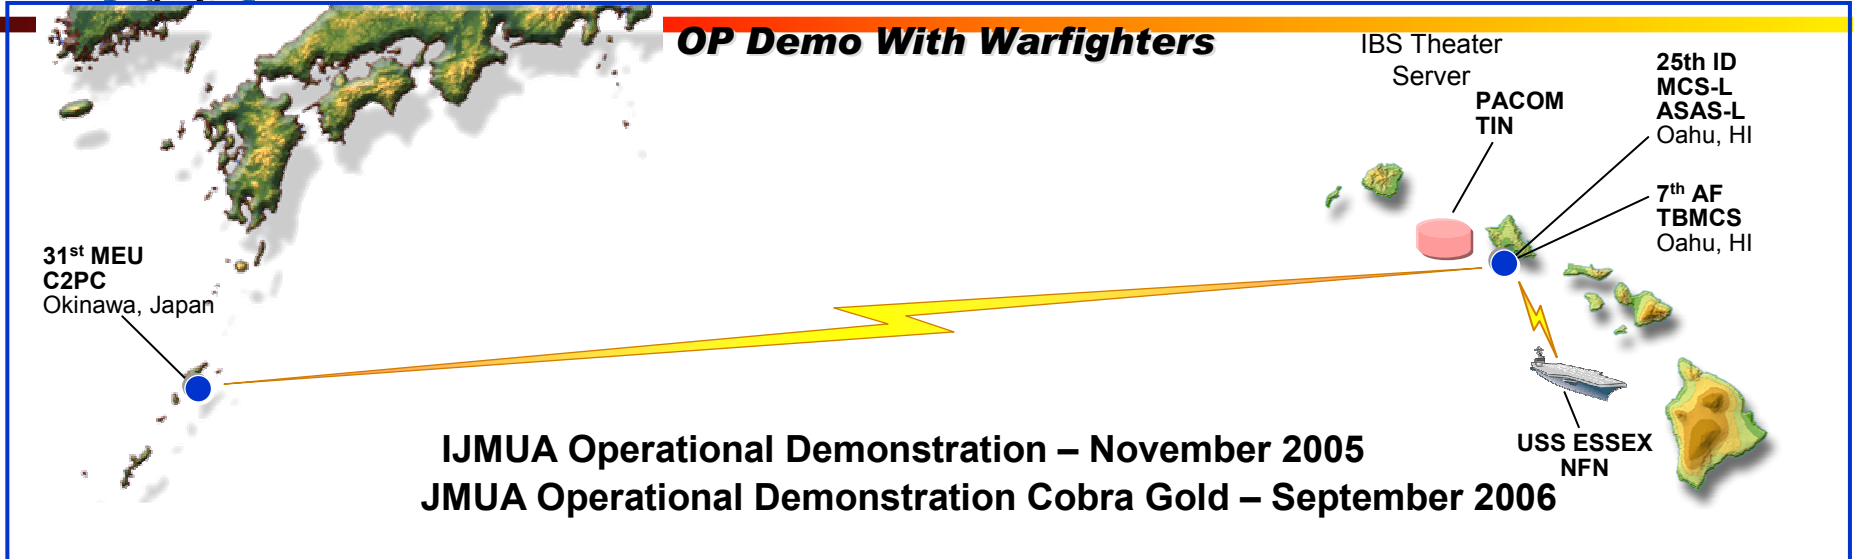 OP Demo With Warfighters
IBS Theater
Server
PACOM
TIN
25th ID
MCS-L
ASAS-L
Oahu, HI
7th AF
TBMCS
Oahu, HI
31st MEU
C2PC
Okinawa, Japan
USS ESSEX
NFN
IJMUA Operational Demonstration – November 2005
JMUA Operational Demonstration Cobra Gold – September 2006